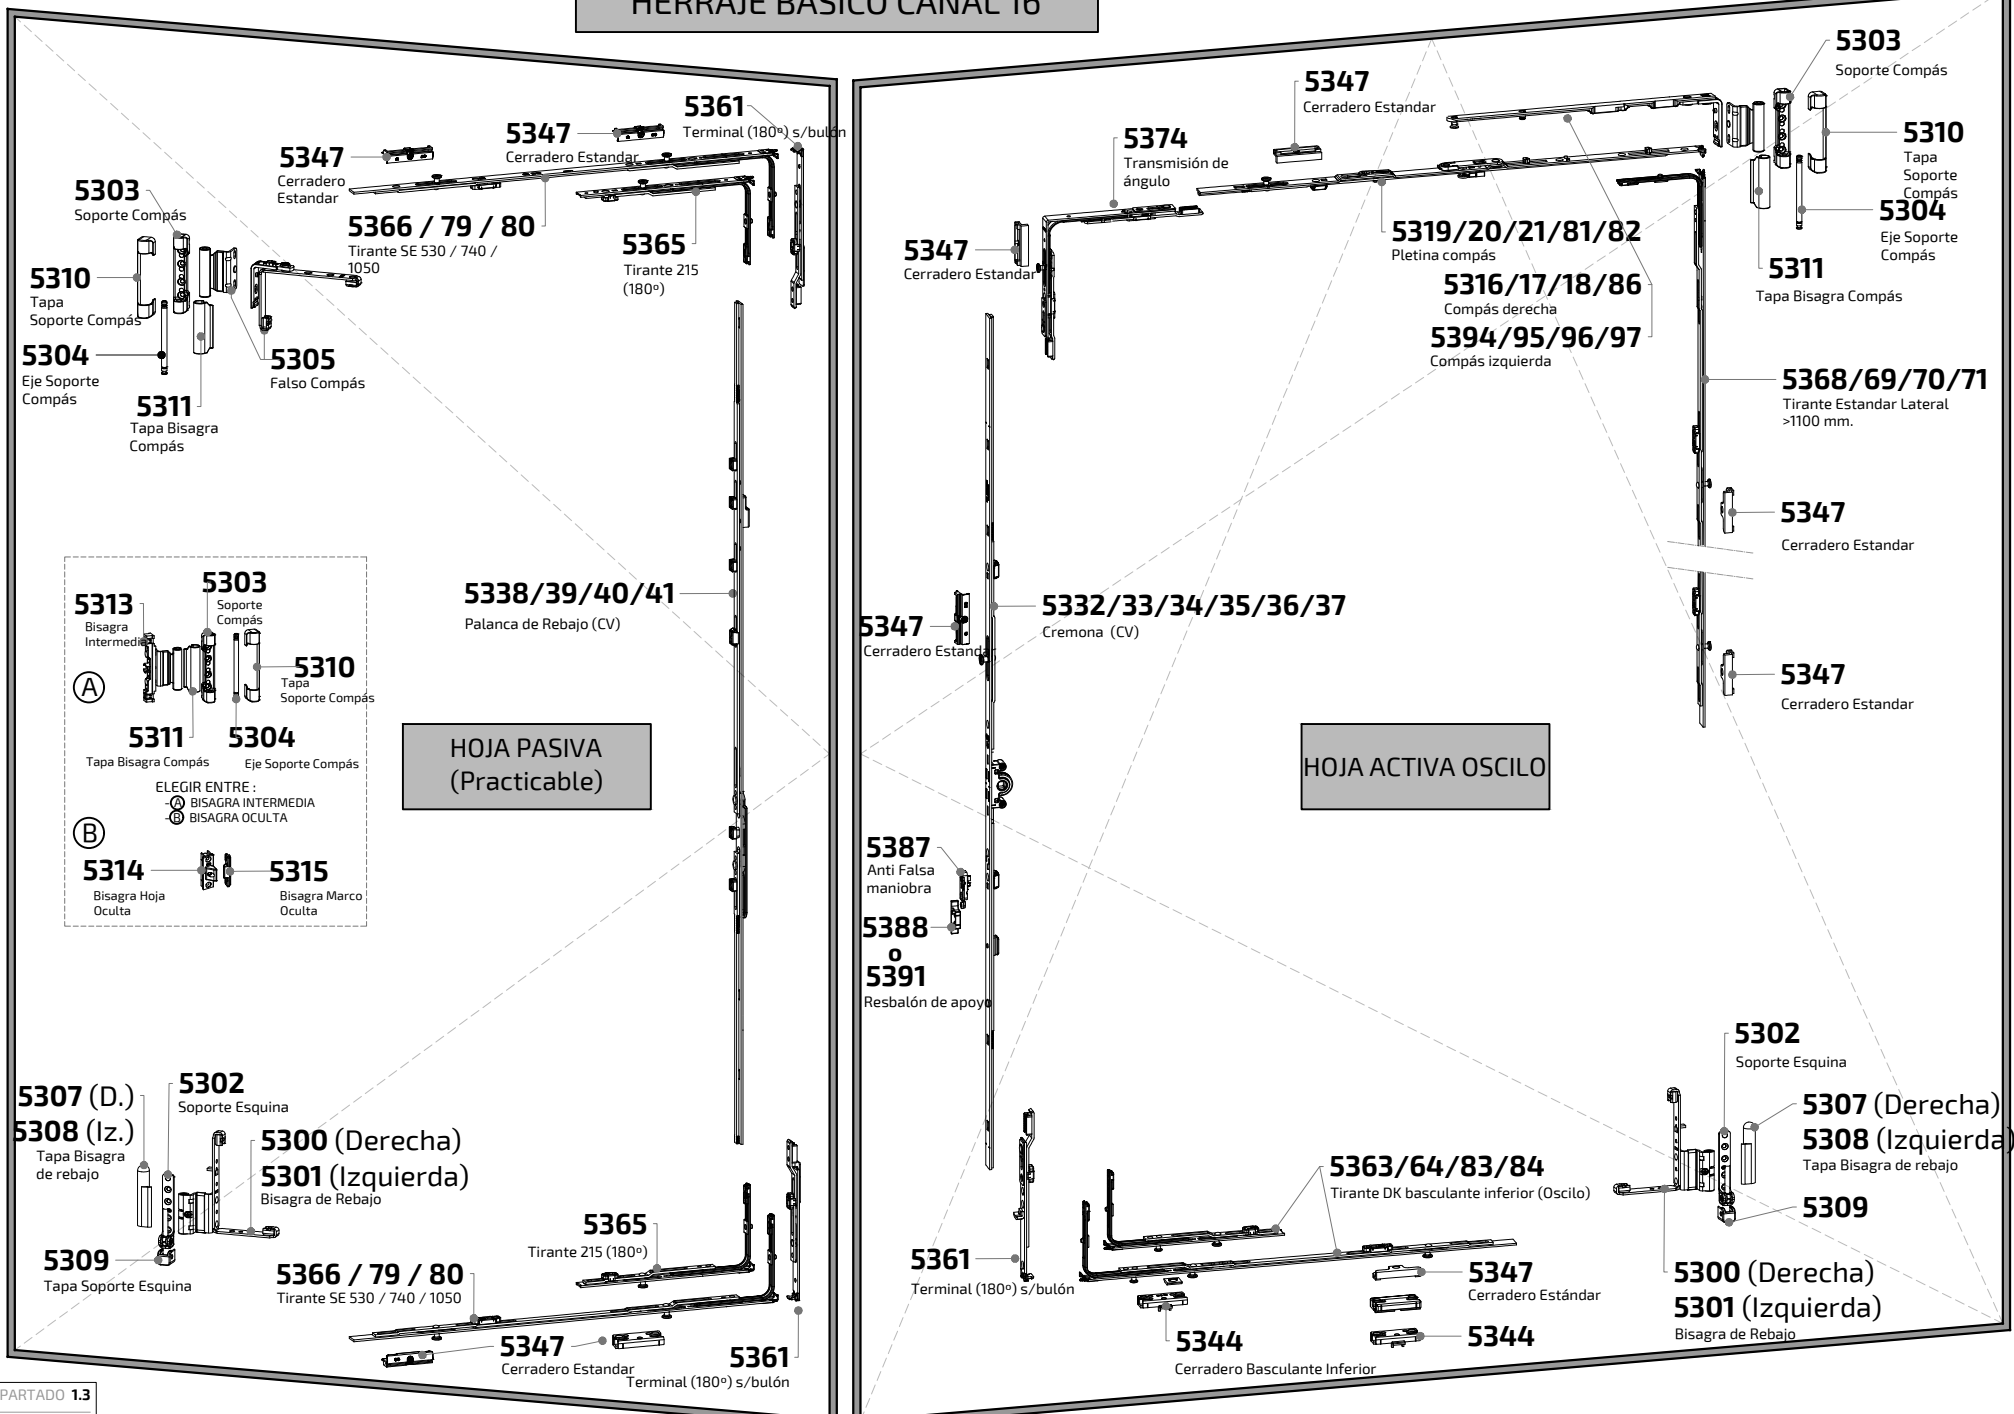 HERRAJE BÁSICO CANAL 16
5361
Terminal (180º) s/bulón
5347
Cerradero Estandar
5347
Cerradero
Estandar
5303
Soporte Compás
5366 / 79 / 80
Tirante SE 530 / 740 /
1050
5365
Tirante 215
(180º)
5310
Tapa
Soporte Compás
5304
Eje Soporte
Compás
5305
Falso Compás
5311
Tapa Bisagra
Compás
5338/39/40/41
Palanca de Rebajo (CV)
5313
Bisagra
Intermedia
5303
Soporte
Compás
5310
Tapa
Soporte Compás
A
5311
Tapa Bisagra Compás
5304
Eje Soporte Compás
ELEGIR ENTRE :
-A BISAGRA INTERMEDIA
-B BISAGRA OCULTA
B
5314
Bisagra Hoja
Oculta
5315
Bisagra Marco
Oculta
HOJA PASIVA
(Practicable)
5307 (D.)
5308 (Iz.)
Tapa Bisagra
de rebajo
5302
Soporte Esquina
5300 (Derecha)
5301 (Izquierda)
Bisagra de Rebajo
5309
Tapa Soporte Esquina
5365
Tirante 215 (180º)
5366 / 79 / 80
Tirante SE 530 / 740 / 1050
5347
Cerradero Estandar
5361
Terminal (180º) s/bulón
PARTADO 1.3
5303
Soporte Compás
5347
Cerradero Estandar
5374
Transmisión de
ángulo
5310
Tapa
Soporte
Compás
5304
Eje Soporte
Compás
5347
Cerradero Estandar
5319/20/21/81/82
Pletina compás
5316/17/18/86
Compás derecha
5394/95/96/97
Compás izquierda
5311
Tapa Bisagra Compás
5368/69/70/71
Tirante Estandar Lateral
>1100 mm.
5347
Cerradero Estandar
5332/33/34/35/36/37
Cremona (CV)
5347
Cerradero Estandar
5347
Cerradero Estandar
HOJA ACTIVA OSCILO
5387
Anti Falsa
maniobra
5388
o
5391
Resbalón de apoyo
5302
Soporte Esquina
5307 (Derecha)
5308 (Izquierda)
Tapa Bisagra de rebajo
5309
5363/64/83/84
Tirante DK basculante inferior (Oscilo)
5361
Terminal (180º) s/bulón
5347
Cerradero Estándar
5344
5344
Cerradero Basculante Inferior
5300 (Derecha)
5301 (Izquierda)
Bisagra de Rebajo